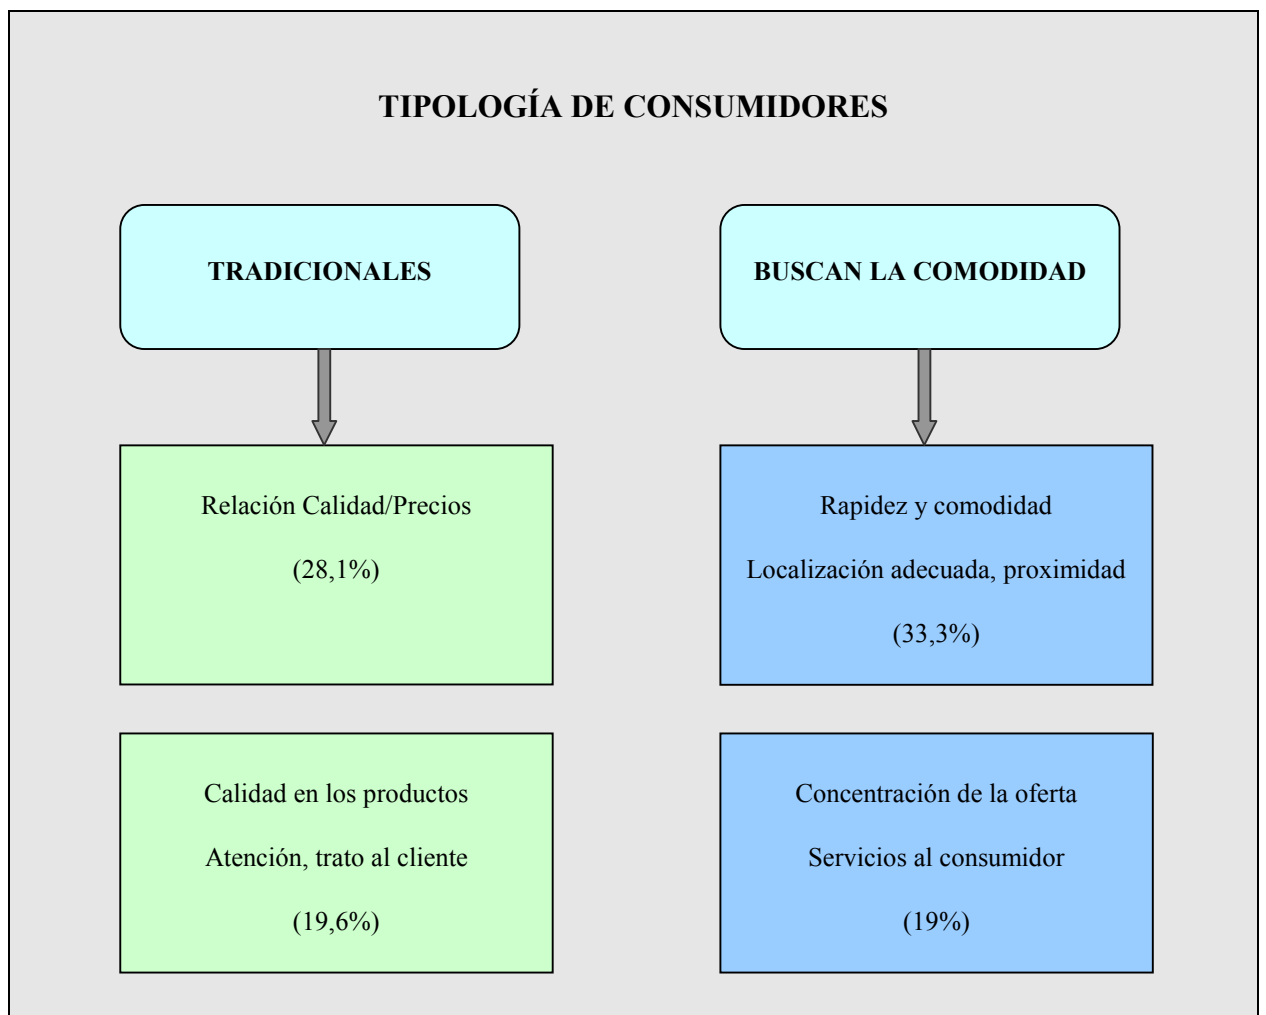 TIPOLOGÍA DE CONSUMIDORES
TRADICIONALES
Relación Calidad/Precios
(28,1%)
Calidad en los productos
Atención, trato al cliente
(19,6%)
BUSCAN LA COMODIDAD
Rapidez y comodidad
Localización adecuada, proximidad
(33,3%)
Concentración de la oferta
Servicios al consumidor
(19%)